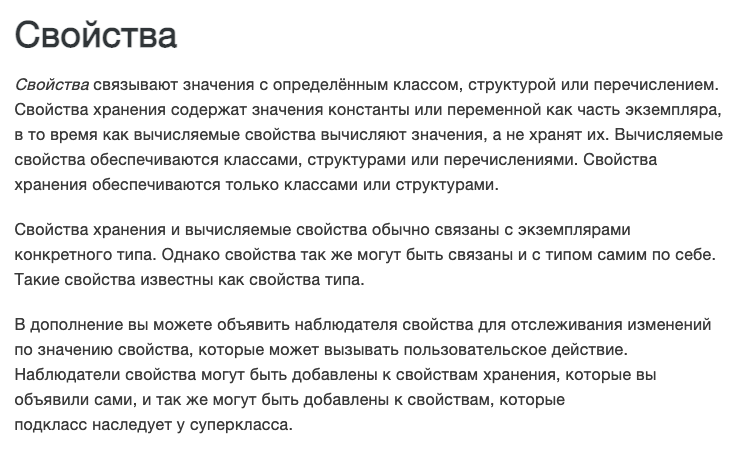 Свойства
Свойства связывают значения с определённым классом, структурой или перечислением.
Свойства хранения содержат значения константы или переменной как часть экземпляра,
в то время как вычисляемые свойства вычисляют значения, а не хранят их. Вычисляемые
свойства обеспечиваются классами, структурами или перечислениями. Свойства
хранения обеспечиваются только классами или структурами.
Свойства хранения и вычисляемые свойства обычно связаны с экземплярами
конкретного типа. Однако свойства так же могут быть связаны и с типом самим по себе.
Такие свойства известны как свойства типа.
В дополнение вы можете объявить наблюдателя свойства для отслеживания изменений
по значению свойства, которые может вызывать пользовательское действие.
Наблюдатели свойства могут быть добавлены к свойствам хранения, которые вы
объявили сами, и так же могут быть добавлены к свойствам, которые
подкласс наследует у суперкласса.